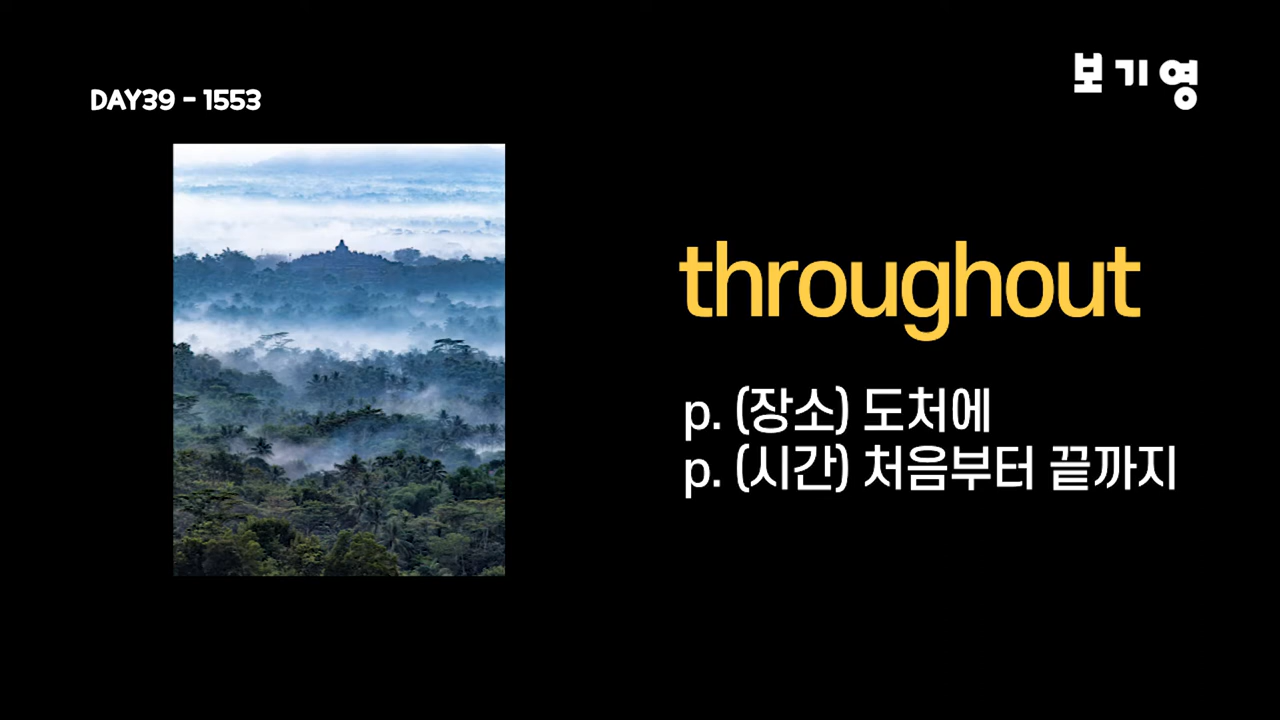 DAY39 - 1553
보기영
throughout
p. (장소) 도처에
p. (시간) 처음부터 끝까지